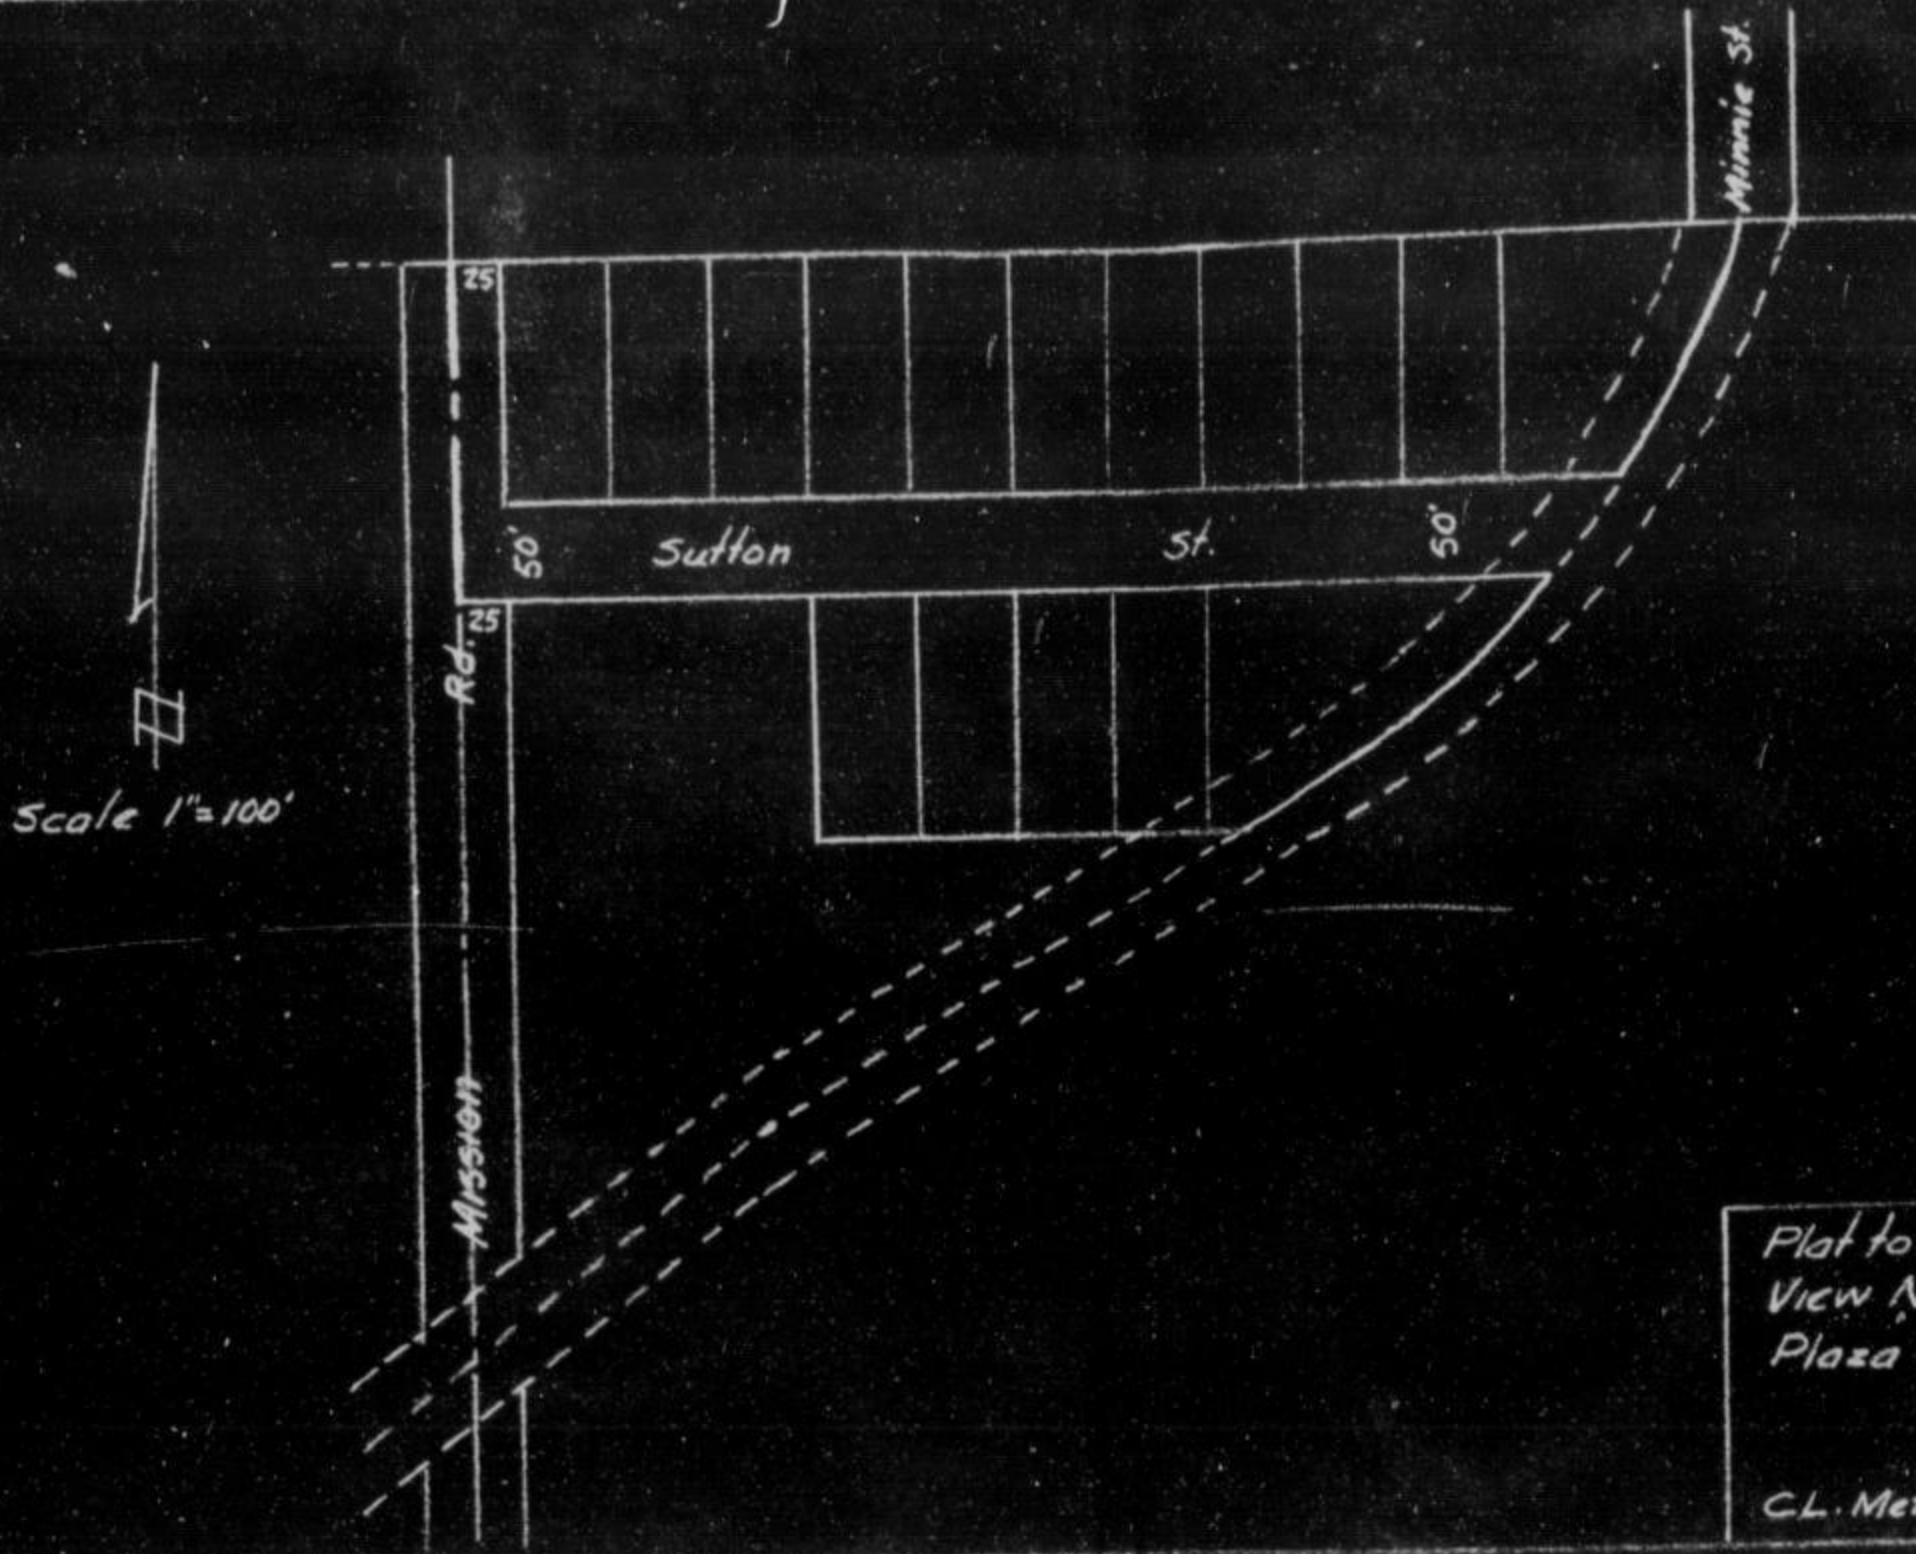 Minnie St.
25
50'
Sutton St.
50'
25
Rd.
Scale 1"=100'
Mission
Plat to
View
Plaza
C.L.